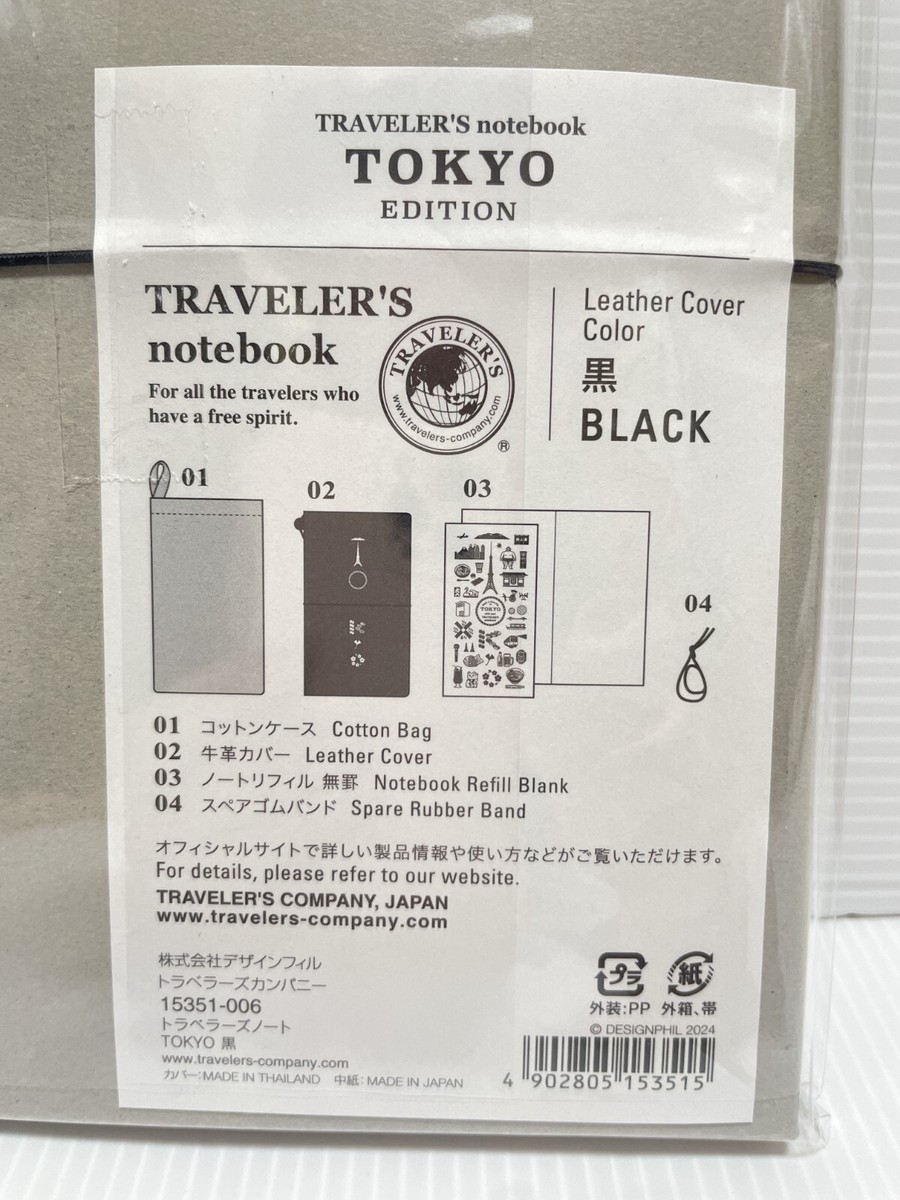 TRAVELER'S notebook
TOKYO
EDITION
TRAVELER'S
notebook
For all the travelers who
have a free spirit.
TRAVELER'S
www.travelers-company.com
®
Leather Cover
Color
黒
BLACK
01
02
03
TOKYO
04
01 コットンケース Cotton Bag
02 牛革カバー Leather Cover
03 ノートリフィル 無罫 Notebook Refill Blank
04 スペアゴムバンド Spare Rubber Band
オフィシャルサイトで詳しい製品情報や使い方などがご覧いただけます。
For details, please refer to our website.
TRAVELER'S COMPANY, JAPAN
www.travelers-company.com
株式会社デザインフィル
トラベラーズカンパニー
15351-006
トラベラーズノート
TOKYO 黒
www.travelers-company.com
カバー:MADE IN THAILAND 中紙:MADE IN JAPAN
プラ 紙
外装:PP 外箱、帯
© DESIGNPHIL 2024
4 902805 153515